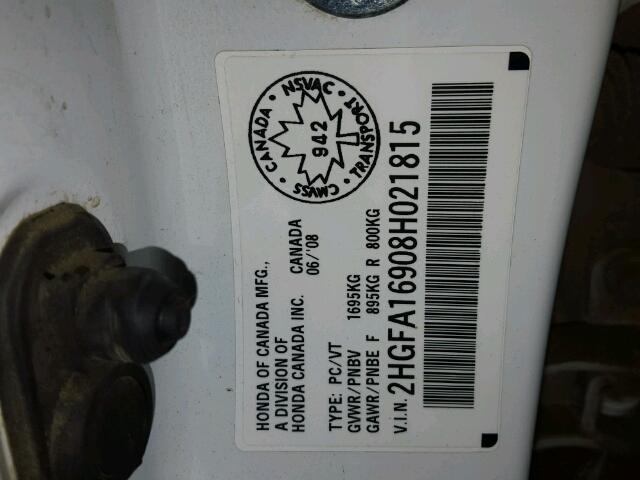 HONDA OF CANADA MFG.,
A DIVISION OF
HONDA CANADA INC. CANADA
06/'08
TYPE: PC/VT
GVWR/PNBV 1695KG
GAWR/PNBE F 895KG R 800KG
V.I.N. 2HGFA16908H021815
CANADA · NSVAC · TRANSPORT · CMVSS ·
942